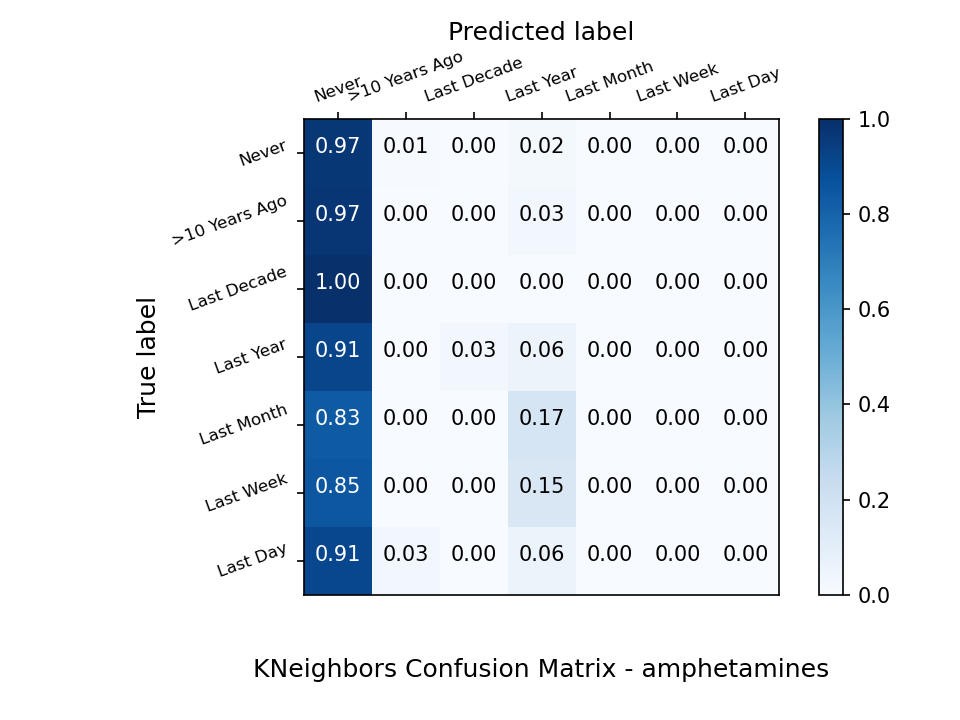 Predicted label
Never
>10 Years Ago
Last Decade
Last Year
Last Month
Last Week
Last Day
True label
Never 0.97 0.01 0.00 0.02 0.00 0.00 0.00
>10 Years Ago 0.97 0.00 0.00 0.03 0.00 0.00 0.00
Last Decade 1.00 0.00 0.00 0.00 0.00 0.00 0.00
Last Year 0.91 0.00 0.03 0.06 0.00 0.00 0.00
Last Month 0.83 0.00 0.00 0.17 0.00 0.00 0.00
Last Week 0.85 0.00 0.00 0.15 0.00 0.00 0.00
Last Day 0.91 0.03 0.00 0.06 0.00 0.00 0.00
1.0
0.8
0.6
0.4
0.2
0.0
KNeighbors Confusion Matrix - amphetamines